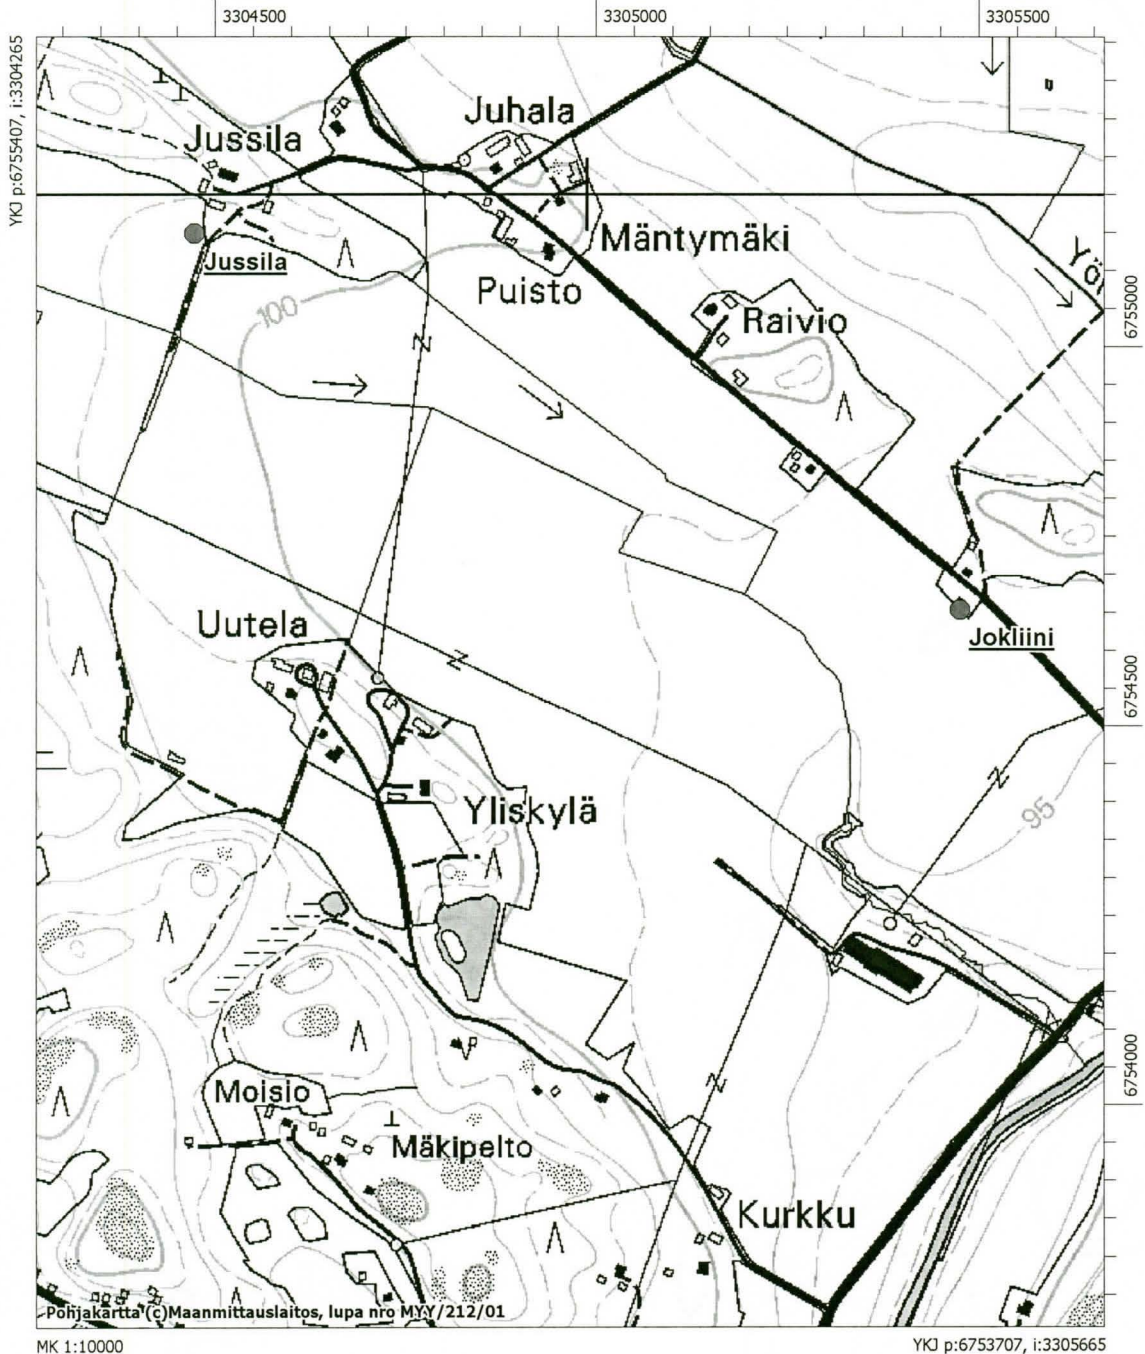 3304500
3305000
3305500
YKJ p:6755407, i:3304265
Juhala
Jussila
Mäntymäki
Jussila
Puisto
100
Raivio
6755000
Uutela
Jokliini
6754500
Yliskylä
95
6754000
Moisio
Mäkipelto
Kurkku
Pohjakartta (c)Maanmittauslaitos, lupa nro MYY/212/01
MK 1:10000
YKJ p:6753707, i:3305665